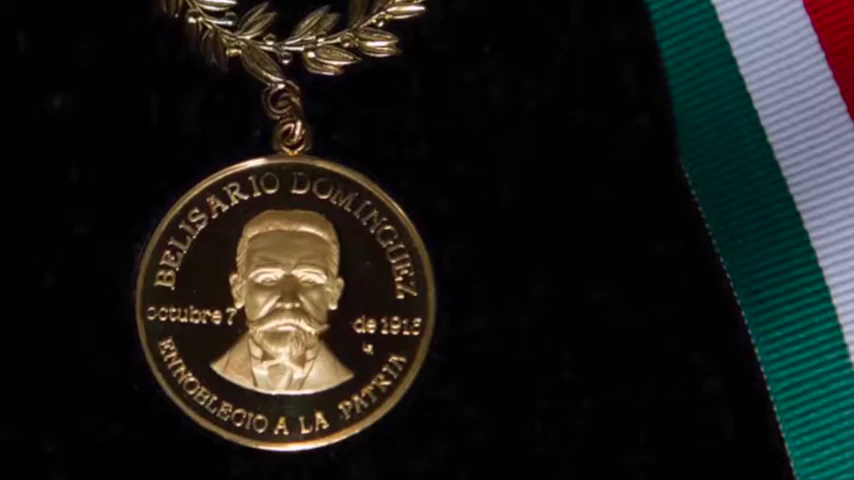 BELISARIO DOMINGUEZ
octubre 7 de 1913
ENNOBLECIO A LA PATRIA